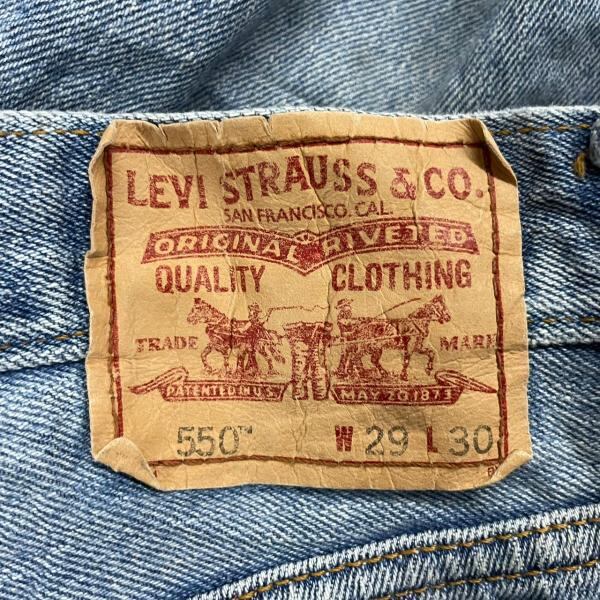 LEVI STRAUSS & CO.
SAN FRANCISCO, CAL.
ORIGINAL RIVETED
QUALITY CLOTHING
TRADE MARK
PATENTED IN U.S. MAY 20 1873
550™ W 29 L 30